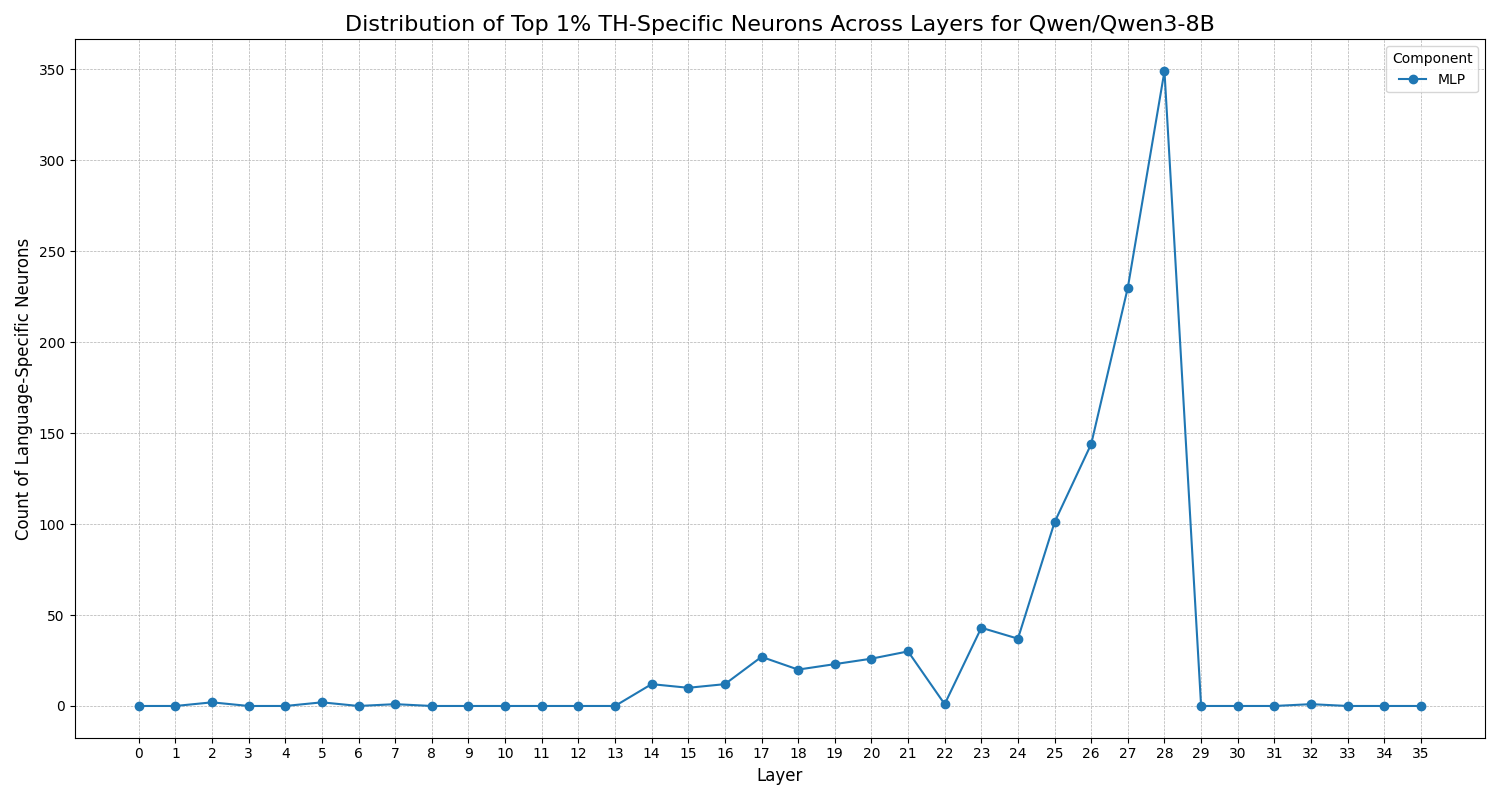 Distribution of Top 1% TH-Specific Neurons Across Layers for Qwen/Qwen3-8B
Component
MLP
Count of Language-Specific Neurons
350
300
250
200
150
100
50
0
0 1 2 3 4 5 6 7 8 9 10 11 12 13 14 15 16 17 18 19 20 21 22 23 24 25 26 27 28 29 30 31 32 33 34 35
Layer